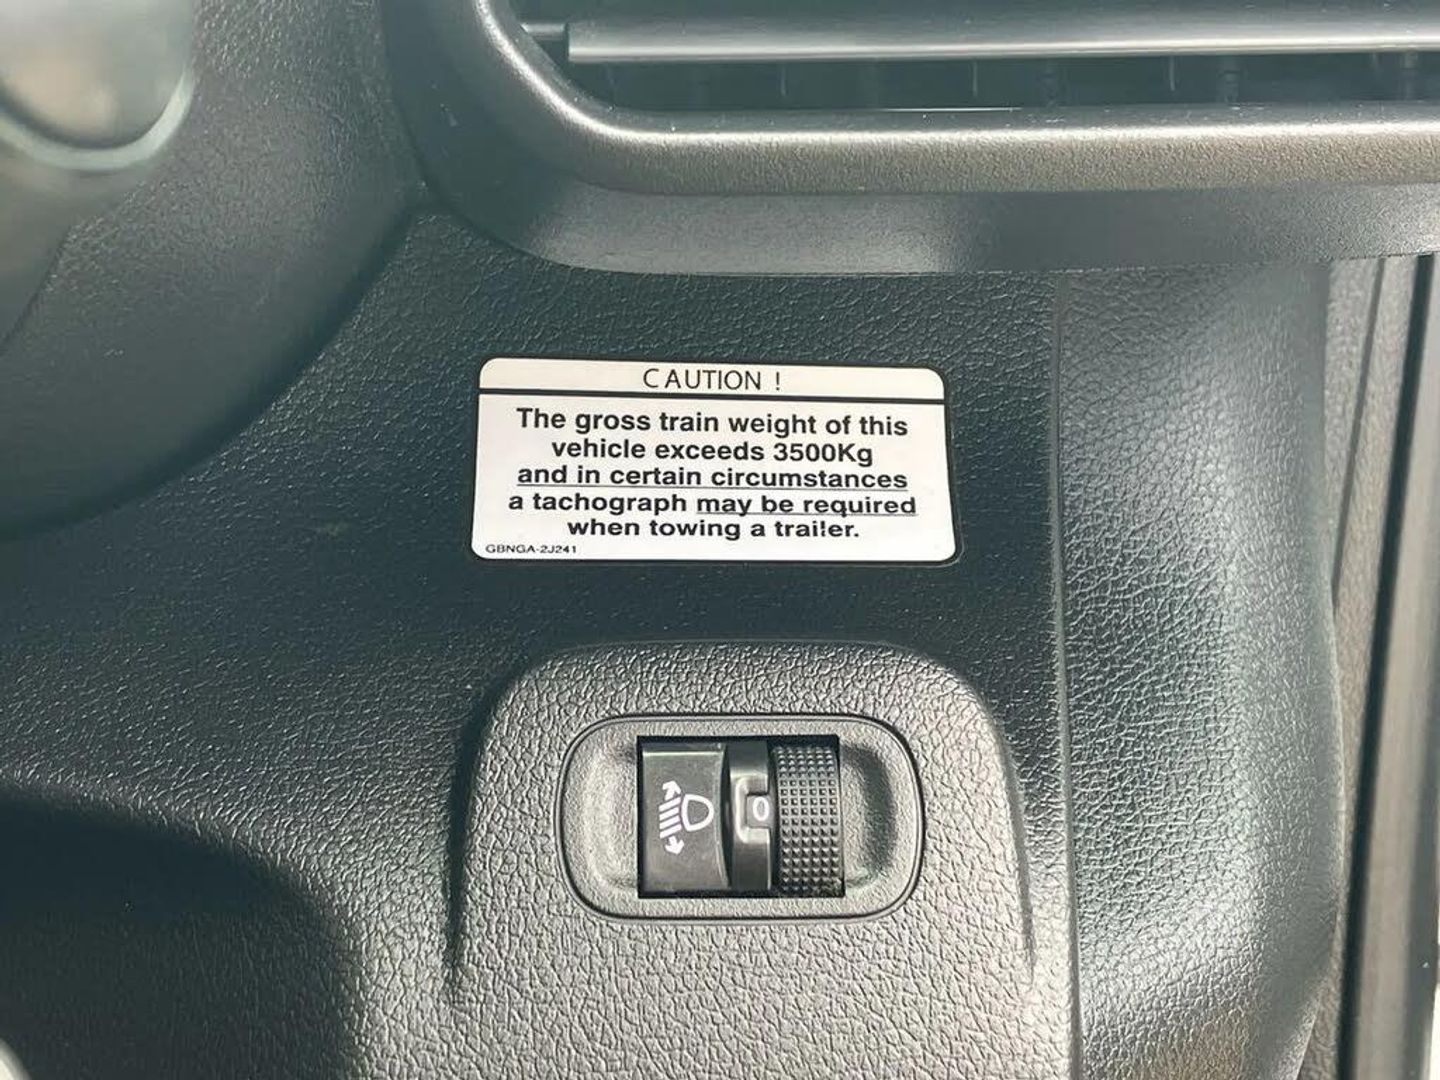 CAUTION !
The gross train weight of this
vehicle exceeds 3500Kg
and in certain circumstances
a tachograph may be required
when towing a trailer.
GBNGA-2J241
0